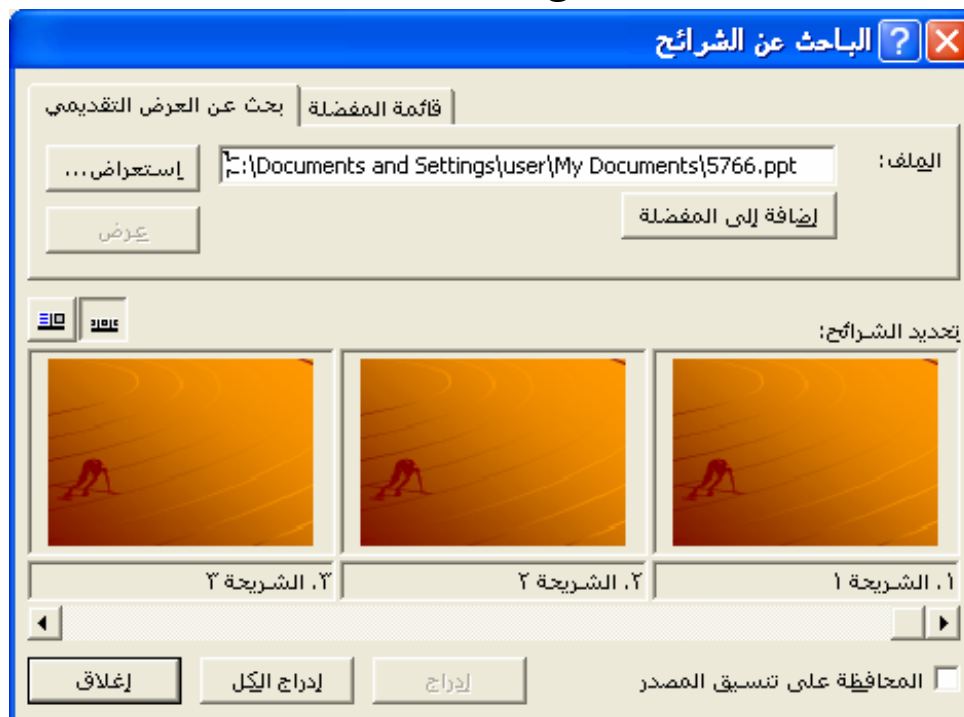 الباحث عن الشرائح
بحث عن العرض التقديمي
قائمة المفضلة
الملف:
C:\Documents and Settings\user\My Documents\5766.ppt
إستعراض...
إضافة إلى المفضلة
عرض
تحديد الشرائح:
١. الشريحة ١
٢. الشريحة ٢
٣. الشريحة ٣
المحافظة على تنسيق المصدر
إدراج
إدراج الكل
إغلاق